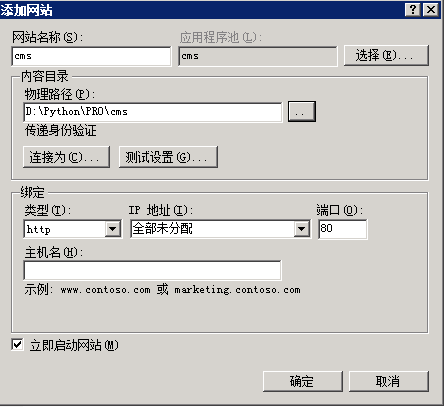 添加网站
网站名称(S):
应用程序池(L):
cms
cms
选择(E)...
内容目录
物理路径(P):
D:\Python\PRO\cms
..
传递身份验证
连接为(C)...
测试设置(G)...
绑定
类型(T):
IP 地址(I):
端口(O):
http
全部未分配
80
主机名(H):
示例: www.contoso.com 或 marketing.contoso.com
立即启动网站(M)
确定
取消